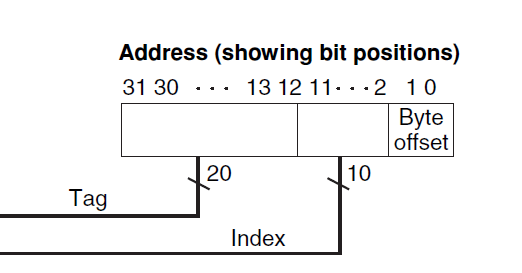 Address (showing bit positions)
31 30 · · · 13 12 11 · · · 2 1 0
Byte
offset
20
10
Tag
Index